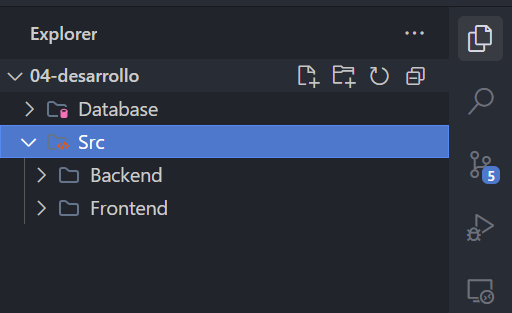 Explorer
04-desarrollo
Database
Src
Backend
Frontend
5